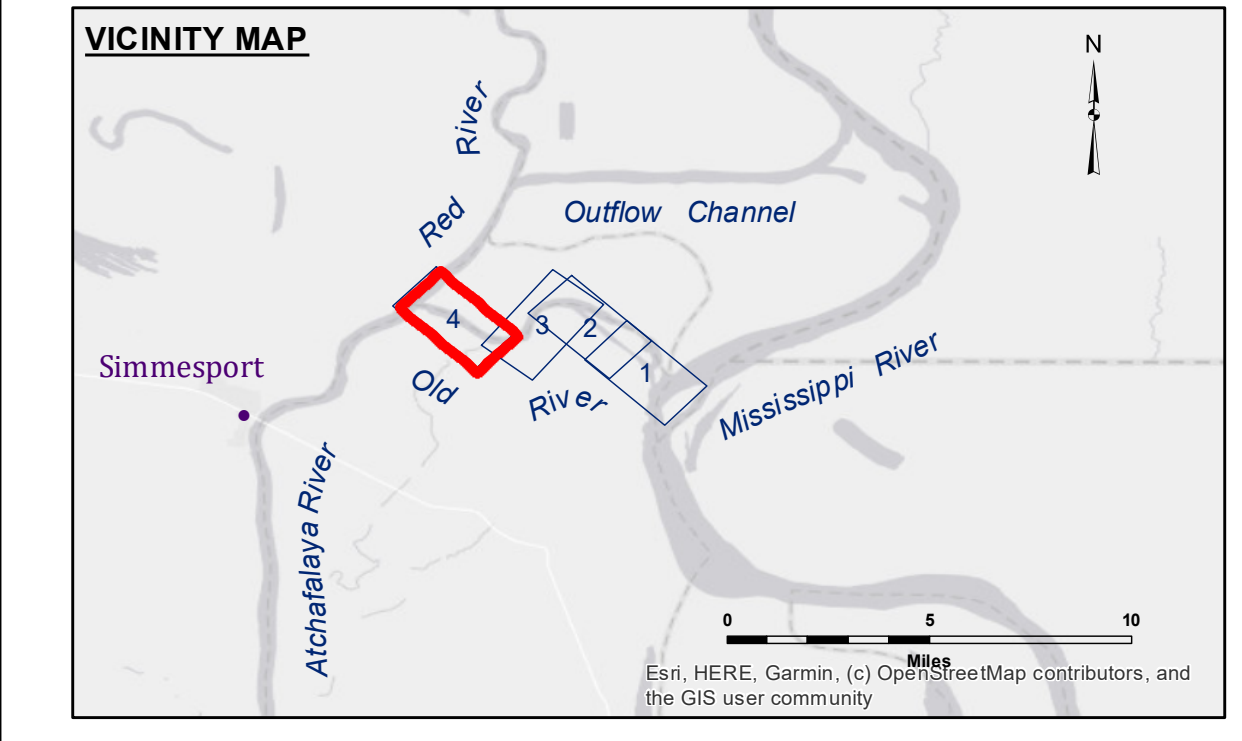 VICINITY MAP
N
Red River
Outflow Channel
4
3
2
1
Simmesport
Old River
Mississippi River
Atchafalaya River
0 5 10
Miles
Esri, HERE, Garmin, (c) OpenStreetMap contributors, and
the GIS user community